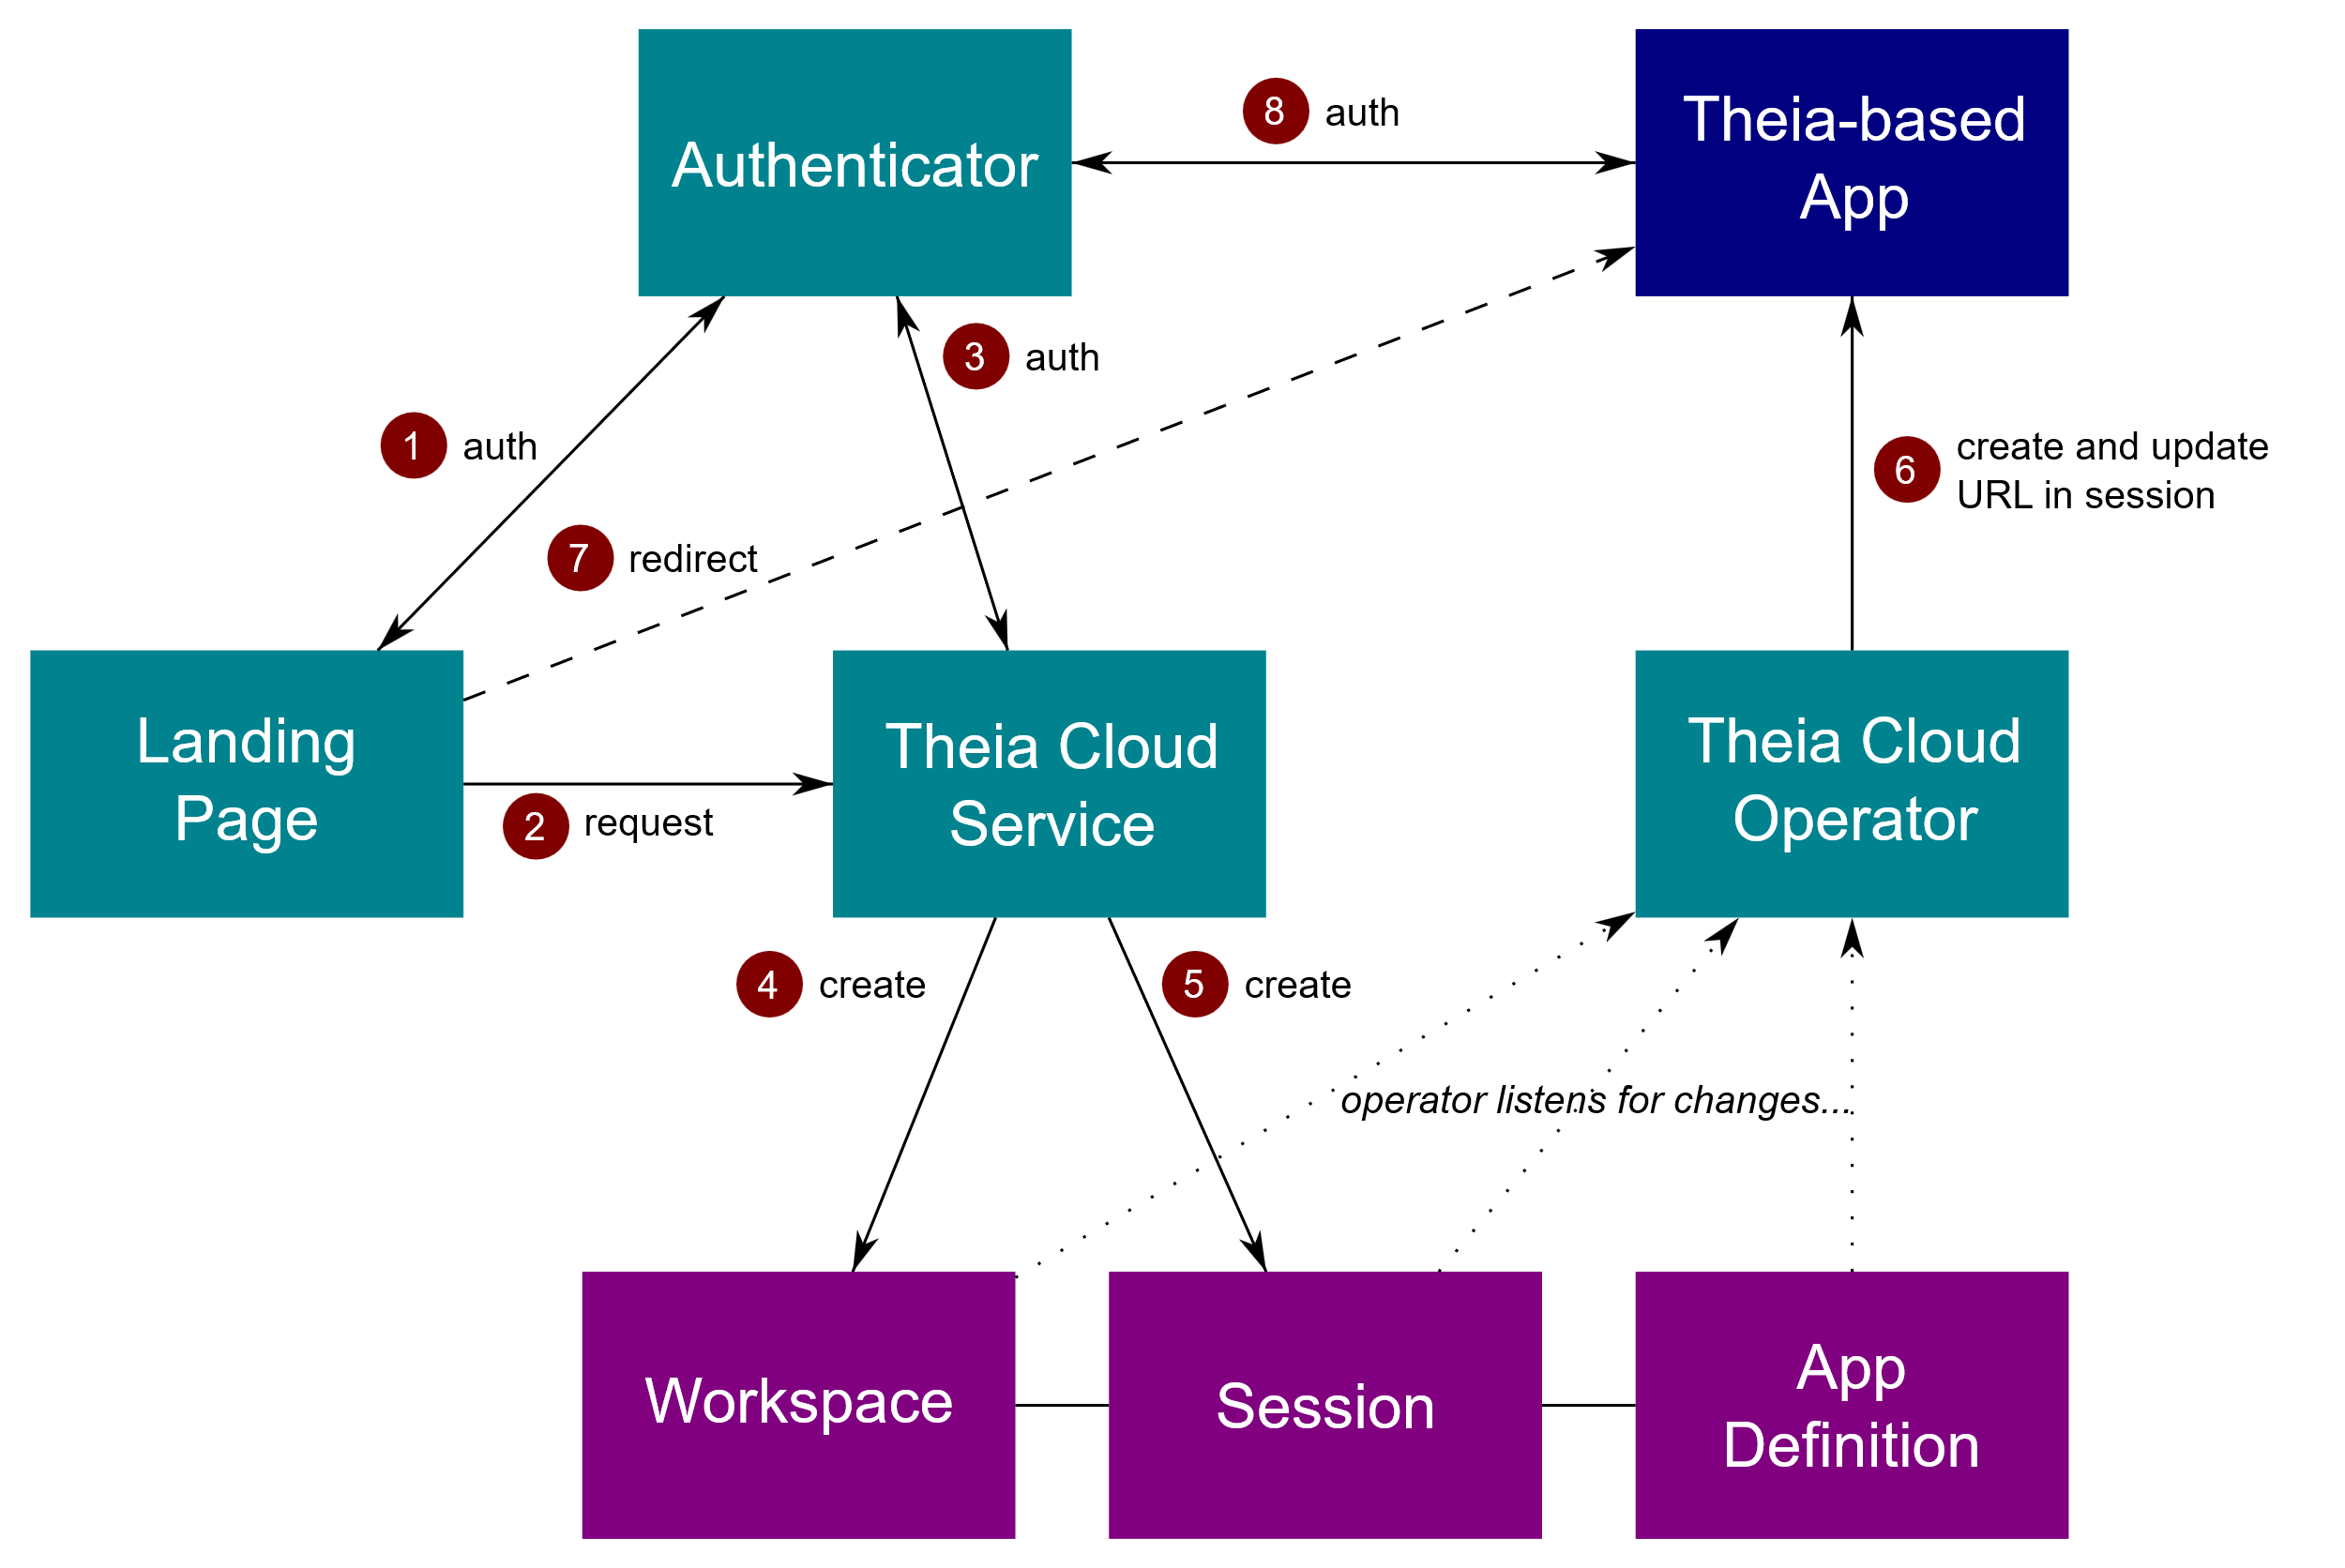 Authenticator
Theia-based
App
8 auth
3 auth
1 auth
7 redirect
6 create and update
URL in session
Landing
Page
2 request
Theia Cloud
Service
Theia Cloud
Operator
4 create
5 create
operator listens for changes...
Workspace
Session
App
Definition